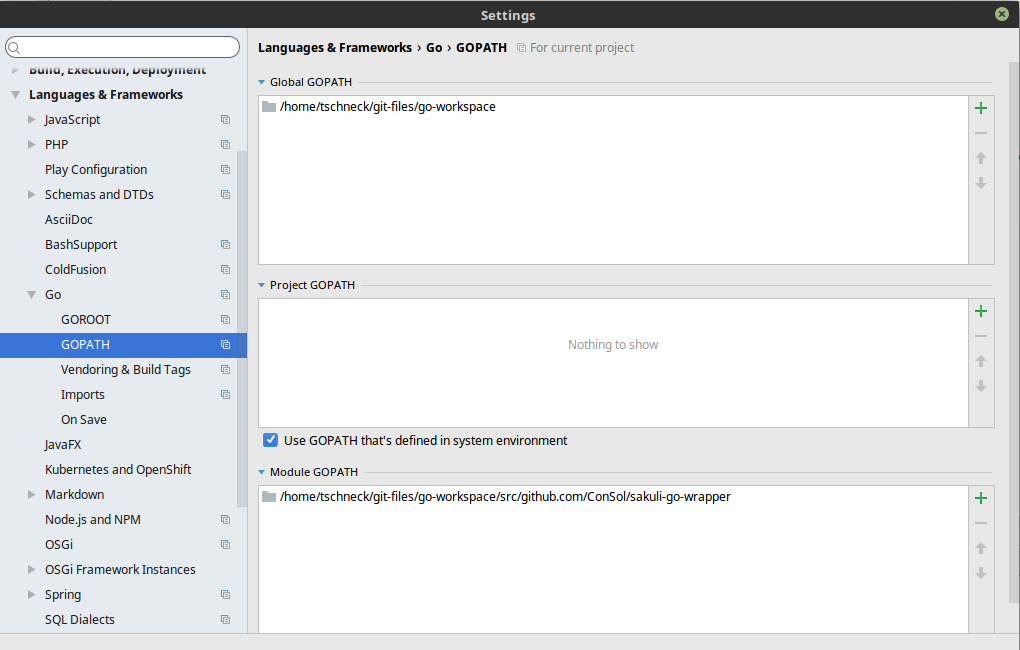 Settings
Build, Execution, Deployment
Languages & Frameworks
JavaScript
PHP
Play Configuration
Schemas and DTDs
AsciiDoc
BashSupport
ColdFusion
Go
GOROOT
GOPATH
Vendoring & Build Tags
Imports
On Save
JavaFX
Kubernetes and OpenShift
Markdown
Node.js and NPM
OSGi
OSGi Framework Instances
Spring
SQL Dialects
Languages & Frameworks › Go › GOPATH For current project
Global GOPATH
/home/tschneck/git-files/go-workspace
Project GOPATH
Nothing to show
Use GOPATH that's defined in system environment
Module GOPATH
/home/tschneck/git-files/go-workspace/src/github.com/ConSol/sakuli-go-wrapper